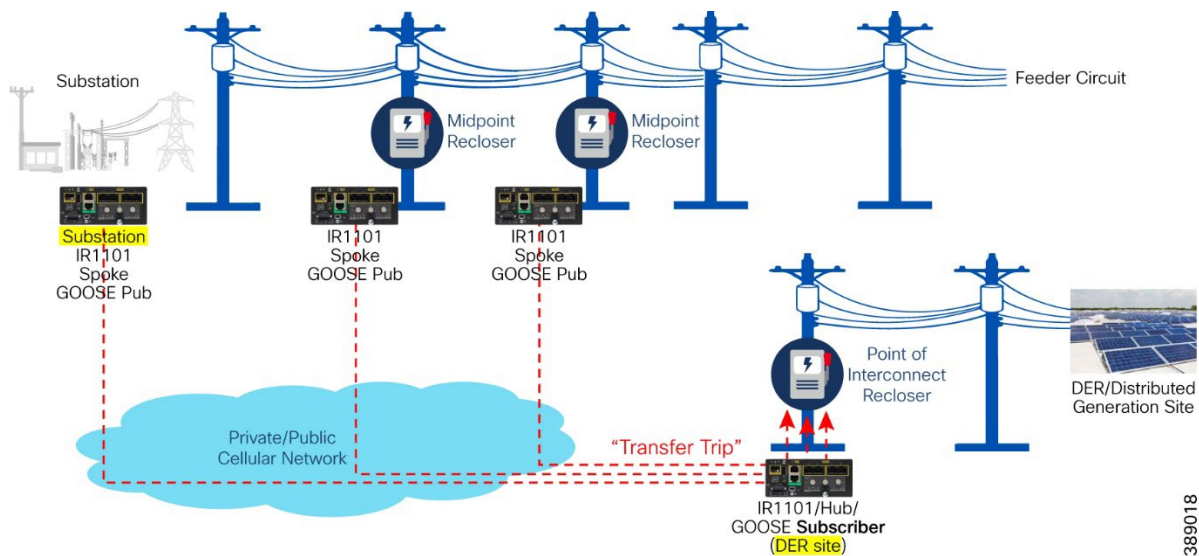 Substation
Feeder Circuit
Midpoint
Recloser
Midpoint
Recloser
Substation
IR1101
Spoke
GOOSE Pub
IR1101
Spoke
GOOSE Pub
IR1101
Spoke
GOOSE Pub
Point of
Interconnect
Recloser
DER/Distributed
Generation Site
Private/Public
Cellular Network
“Transfer Trip”
IR1101/Hub/
GOOSE Subscriber
(DER site)
389018